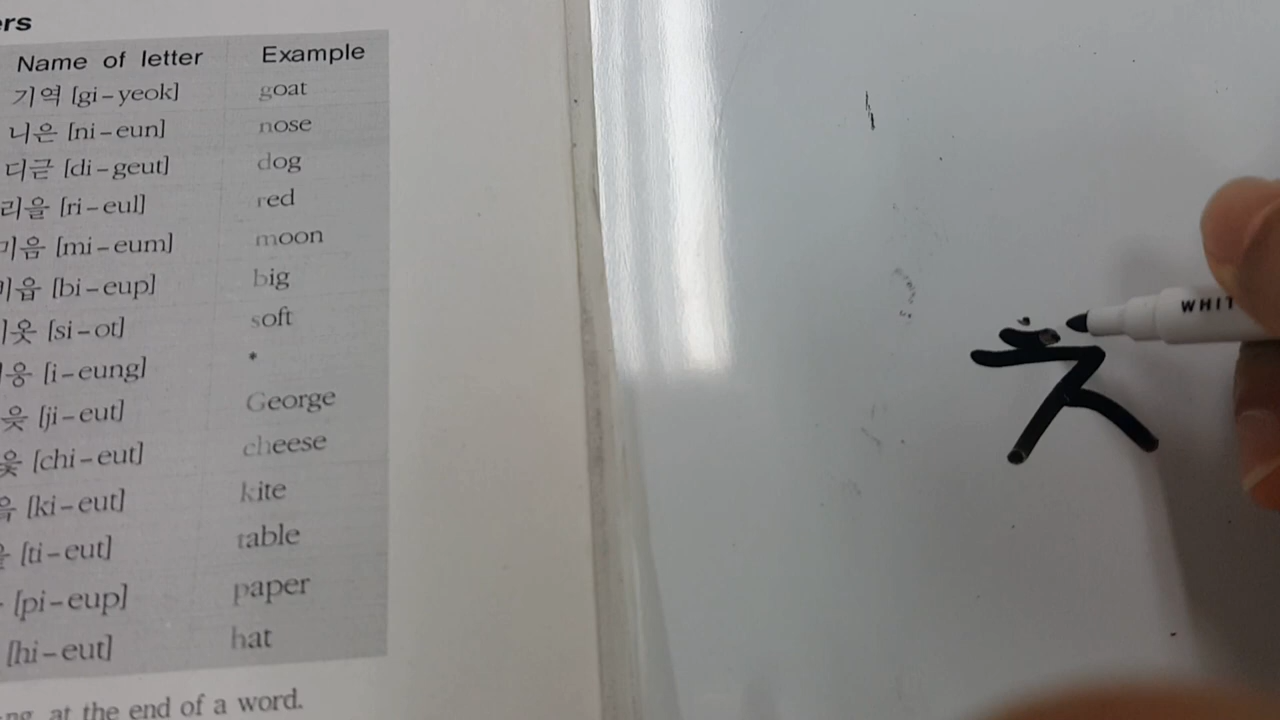 ers
Name of letter Example
기역 [gi-yeok] goat
니은 [ni-eun] nose
디귿 [di-geut] dog
리을 [ri-eul] red
미음 [mi-eum] moon
비읍 [bi-eup] big
시옷 [si-ot] soft
이응 [i-eung] *
읒 [ji-eut] George
읓 [chi-eut] cheese
윽 [ki-eut] kite
[ti-eut] table
[pi-eup] paper
[hi-eut] hat
ng, at the end of a word.
ㅊ
WHIT